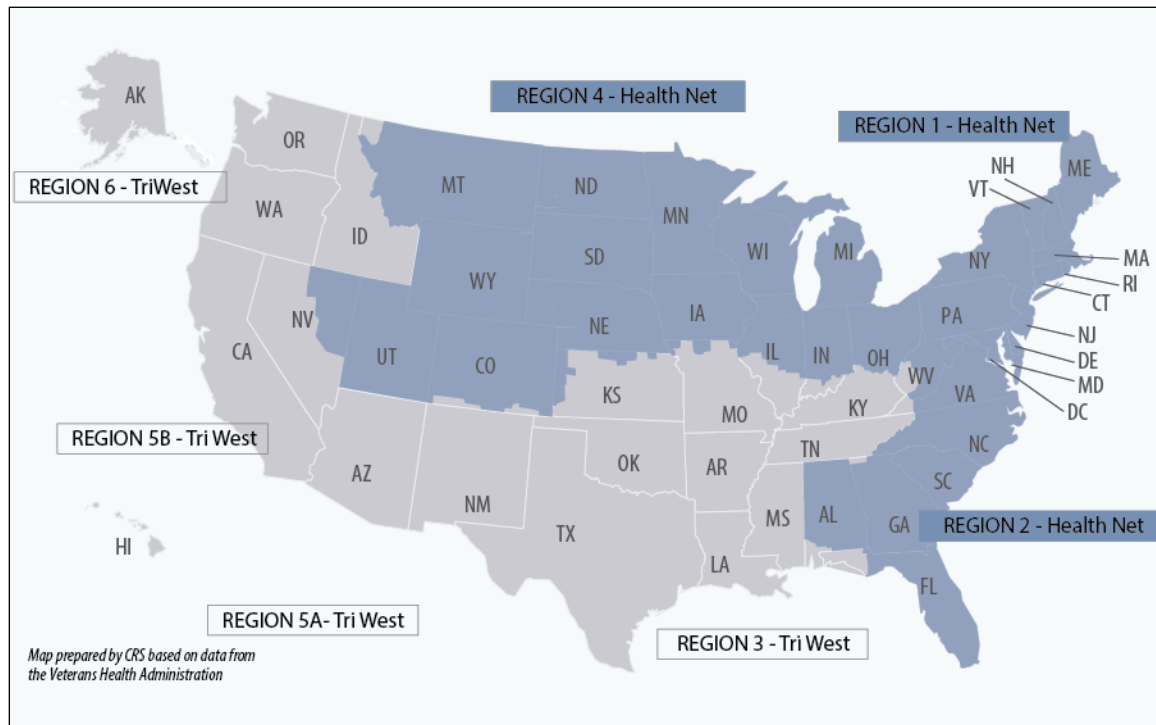 AK
REGION 4 - Health Net
REGION 1 - Health Net
OR
NH
ME
REGION 6 - TriWest
MT
ND
VT
WA
MN
ID
SD
WI
MI
NY
MA
WY
RI
CT
NV
NE
IA
PA
CA
UT
CO
IL
IN
OH
NJ
DE
WV
MD
KS
MO
KY
VA
DC
REGION 5B - Tri West
TN
NC
OK
AR
AZ
SC
NM
MS
AL
GA
REGION 2 - Health Net
HI
TX
LA
FL
REGION 5A- Tri West
REGION 3 - Tri West
Map prepared by CRS based on data from
the Veterans Health Administration